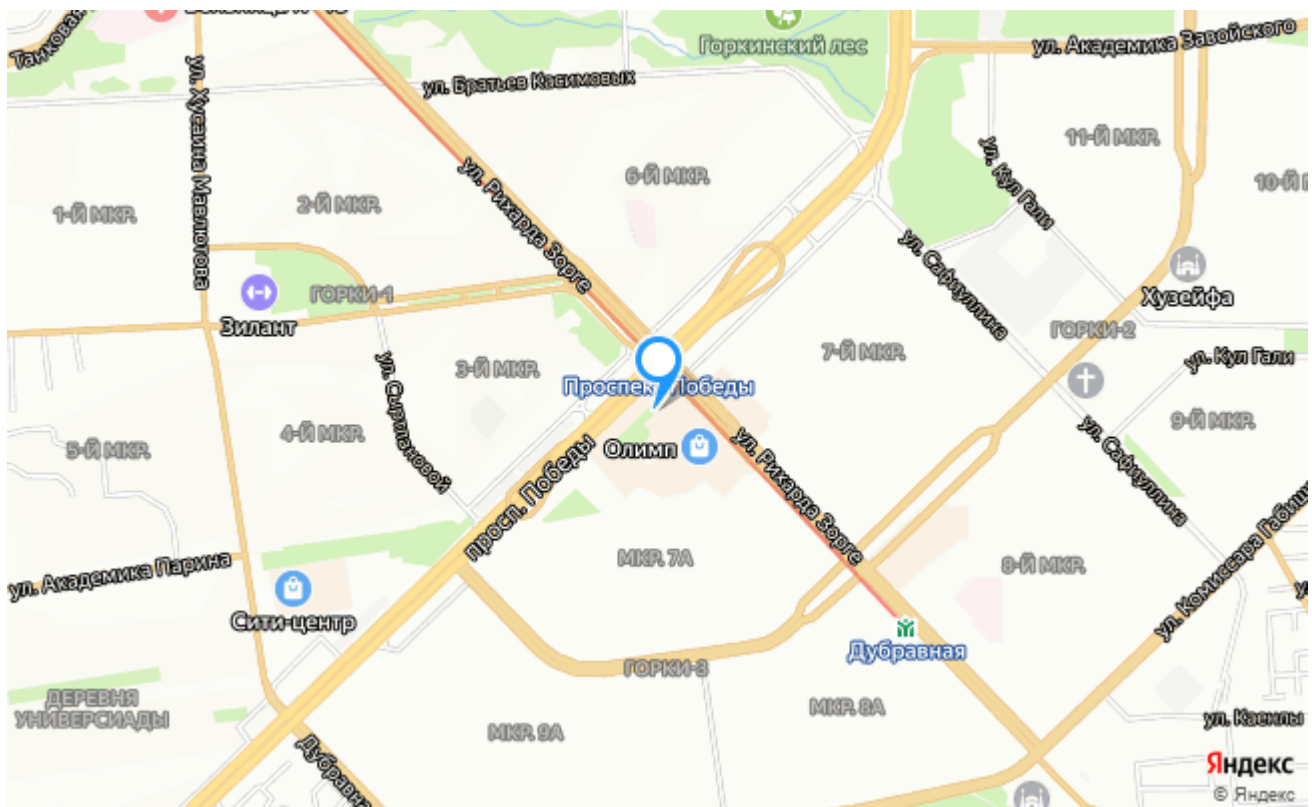 Танковая
Горкинский лес
ул. Академика Завойского
ул. Братьев Касимовых
ул. Хусаина Мавлютова
11-Й МКР.
ул. Кул Гали
6-Й МКР.
ул. Рихарда Зорге
2-Й МКР.
1-Й МКР.
ул. Сафиуллина
Хузейфа
ГОРКИ-1
Зилант
ГОРКИ-2
3-Й МКР.
7-Й МКР.
ул. Кул Гали
ул. Сыртлановой
Проспект Победы
9-Й МКР.
4-Й МКР.
5-Й МКР.
Олимп
ул. Рихарда Зорге
ул. Сафиуллина
просп. Победы
МКР. 7А
8-Й МКР.
ул. Академика Парина
Сити-центр
ул. Комиссара Габиш
Дубравная
ГОРКИ-3
ДЕРЕВНЯ
УНИВЕРСИАДЫ
МКР. 8А
МКР. 9А
ул. Каенлы
Дубравна
Яндекс
© Яндекс